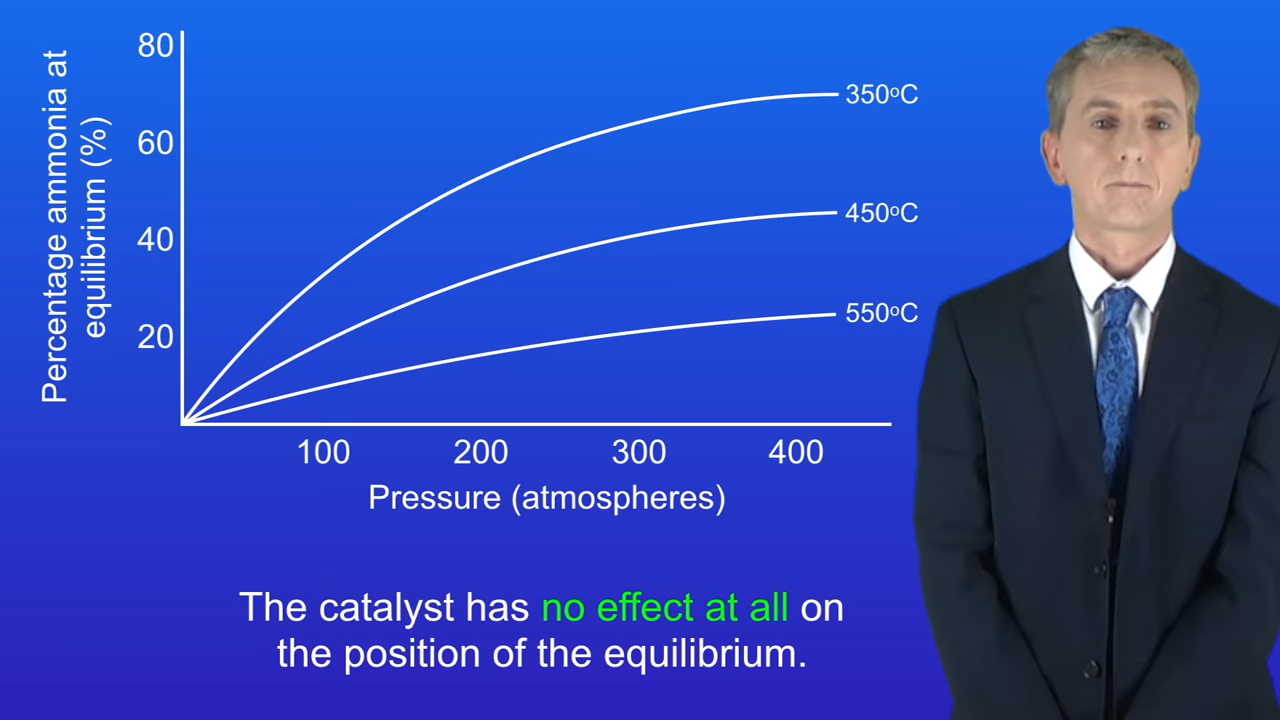 Percentage ammonia at
equilibrium (%)
80
60
40
20
350ºC
450ºC
550ºC
100 200 300 400
Pressure (atmospheres)
The catalyst has no effect at all on
the position of the equilibrium.